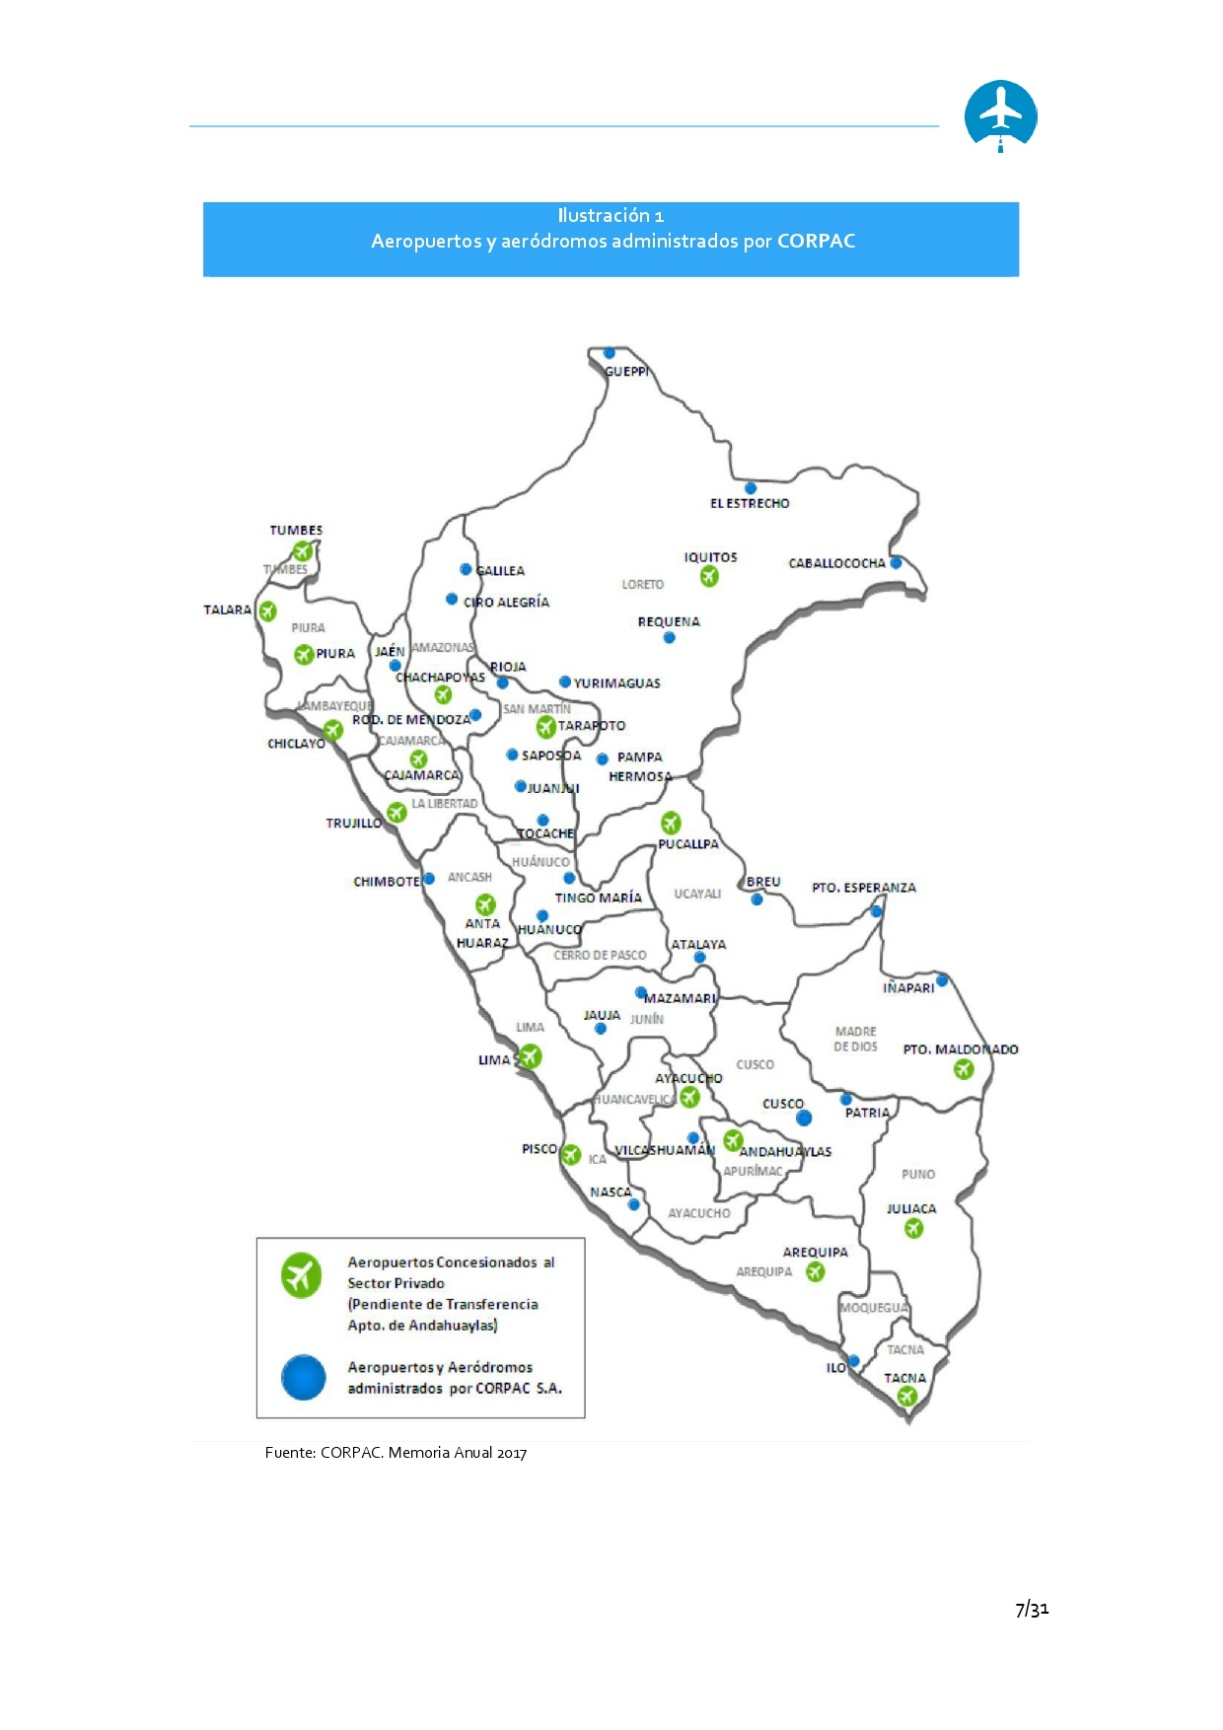 Ilustración 1
Aeropuertos y aeródromos administrados por CORPAC
GUEPPI
EL ESTRECHO
TUMBES
IQUITOS
CABALLOCOCHA
TUMBES
GALILEA
LORETO
CIRO ALEGRÍA
TALARA
REQUENA
PIURA
PIURA
JAÉN
AMAZONAS
RIOJA
CHACHAPOYAS
YURIMAGUAS
LAMBAYEQUE
SAN MARTÍN
ROD. DE MENDOZA
TARAPOTO
CHICLAYO
CAJAMARCA
SAPOSOA
PAMPA
HERMOSA
CAJAMARCA
JUANJUI
LA LIBERTAD
TRUJILLO
TOCACHE
PUCALLPA
HUÁNUCO
CHIMBOTE
ANCASH
BREU
PTO. ESPERANZA
UCAYALI
TINGO MARÍA
ANTA
HUARAZ
HUÁNUCO
ATALAYA
CERRO DE PASCO
IÑAPARI
MAZAMARI
JAUJA
JUNÍN
LIMA
MADRE
DE DIOS
PTO. MALDONADO
LIMA
CUSCO
AYACUCHO
HUANCAVELICA
CUSCO
PATRIA
PISCO
ICA
VILCASHUAMÁN
ANDAHUAYLAS
APURÍMAC
PUNO
NASCA
AYACUCHO
JULIACA
AREQUIPA
AREQUIPA
MOQUEGUA
TACNA
ILO
TACNA
Aeropuertos Concesionados al
Sector Privado
(Pendiente de Transferencia
Apto. de Andahuaylas)
Aeropuertos y Aeródromos
administrados por CORPAC S.A.
Fuente: CORPAC. Memoria Anual 2017
7/31